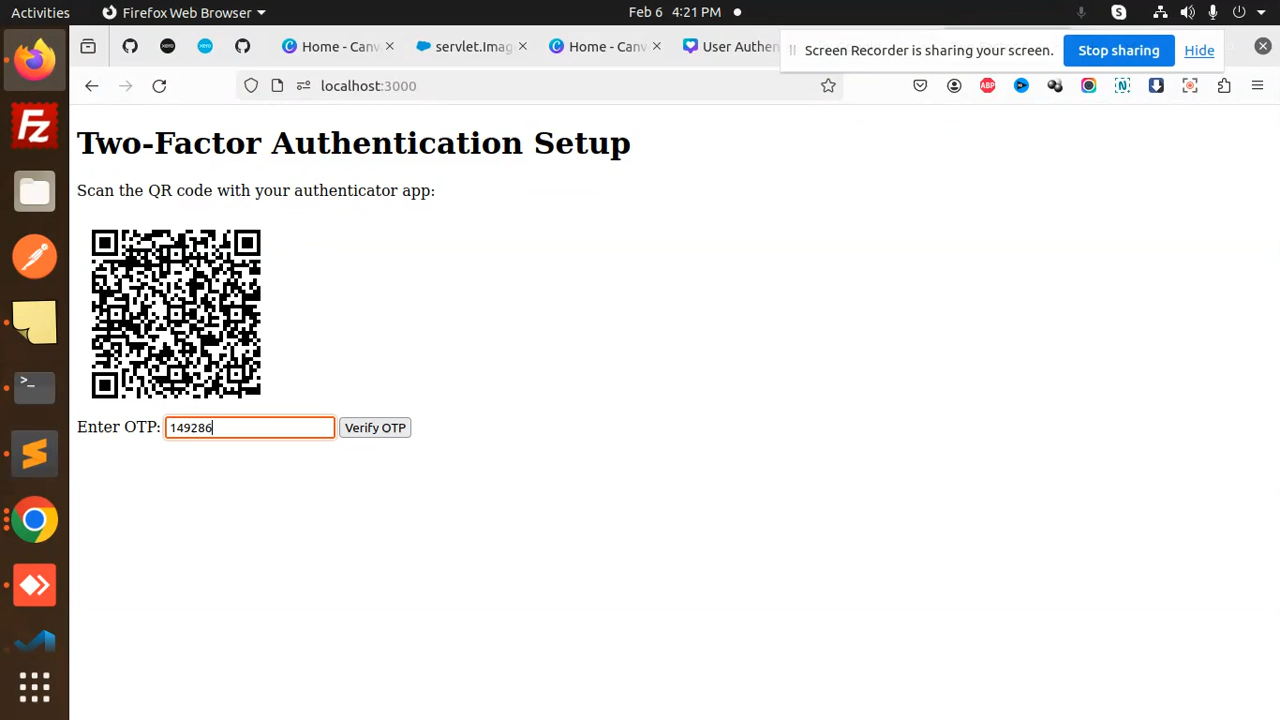 Activities Firefox Web Browser Feb 6 4:21 PM
Home - Canv servlet.Imag Home - Canv User Authen
Screen Recorder is sharing your screen. Stop sharing Hide
localhost:3000 ABP
Two-Factor Authentication Setup
Scan the QR code with your authenticator app:
Enter OTP: 149286 Verify OTP